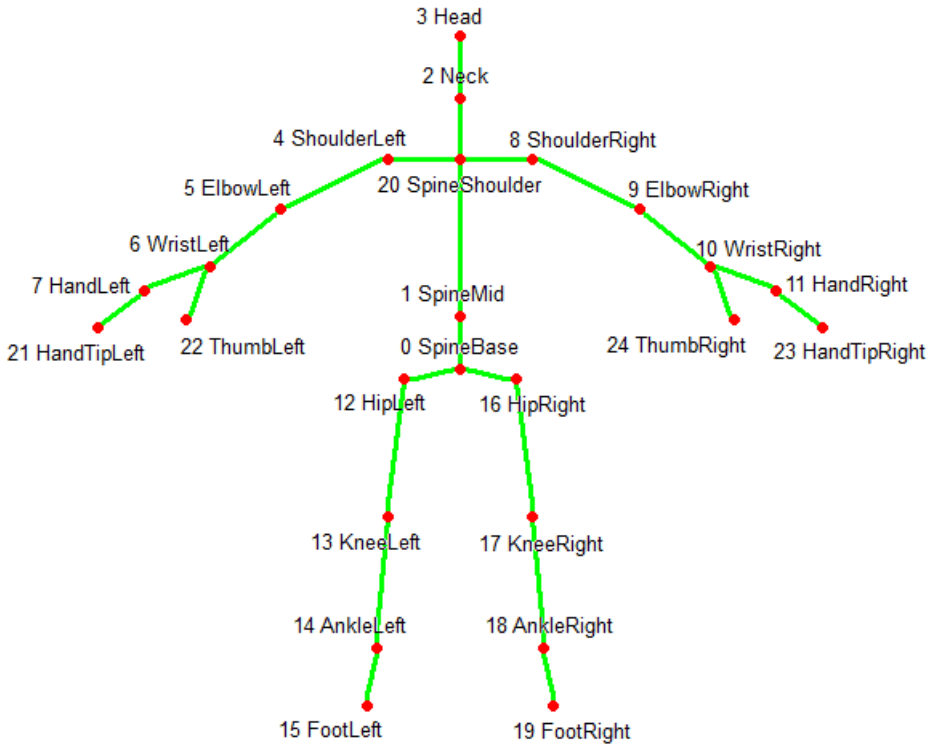 3 Head
2 Neck
4 ShoulderLeft
8 ShoulderRight
20 SpineShoulder
5 ElbowLeft
9 ElbowRight
6 WristLeft
10 WristRight
7 HandLeft
11 HandRight
1 SpineMid
21 HandTipLeft
22 ThumbLeft
0 SpineBase
24 ThumbRight
23 HandTipRight
12 HipLeft
16 HipRight
13 KneeLeft
17 KneeRight
14 AnkleLeft
18 AnkleRight
15 FootLeft
19 FootRight